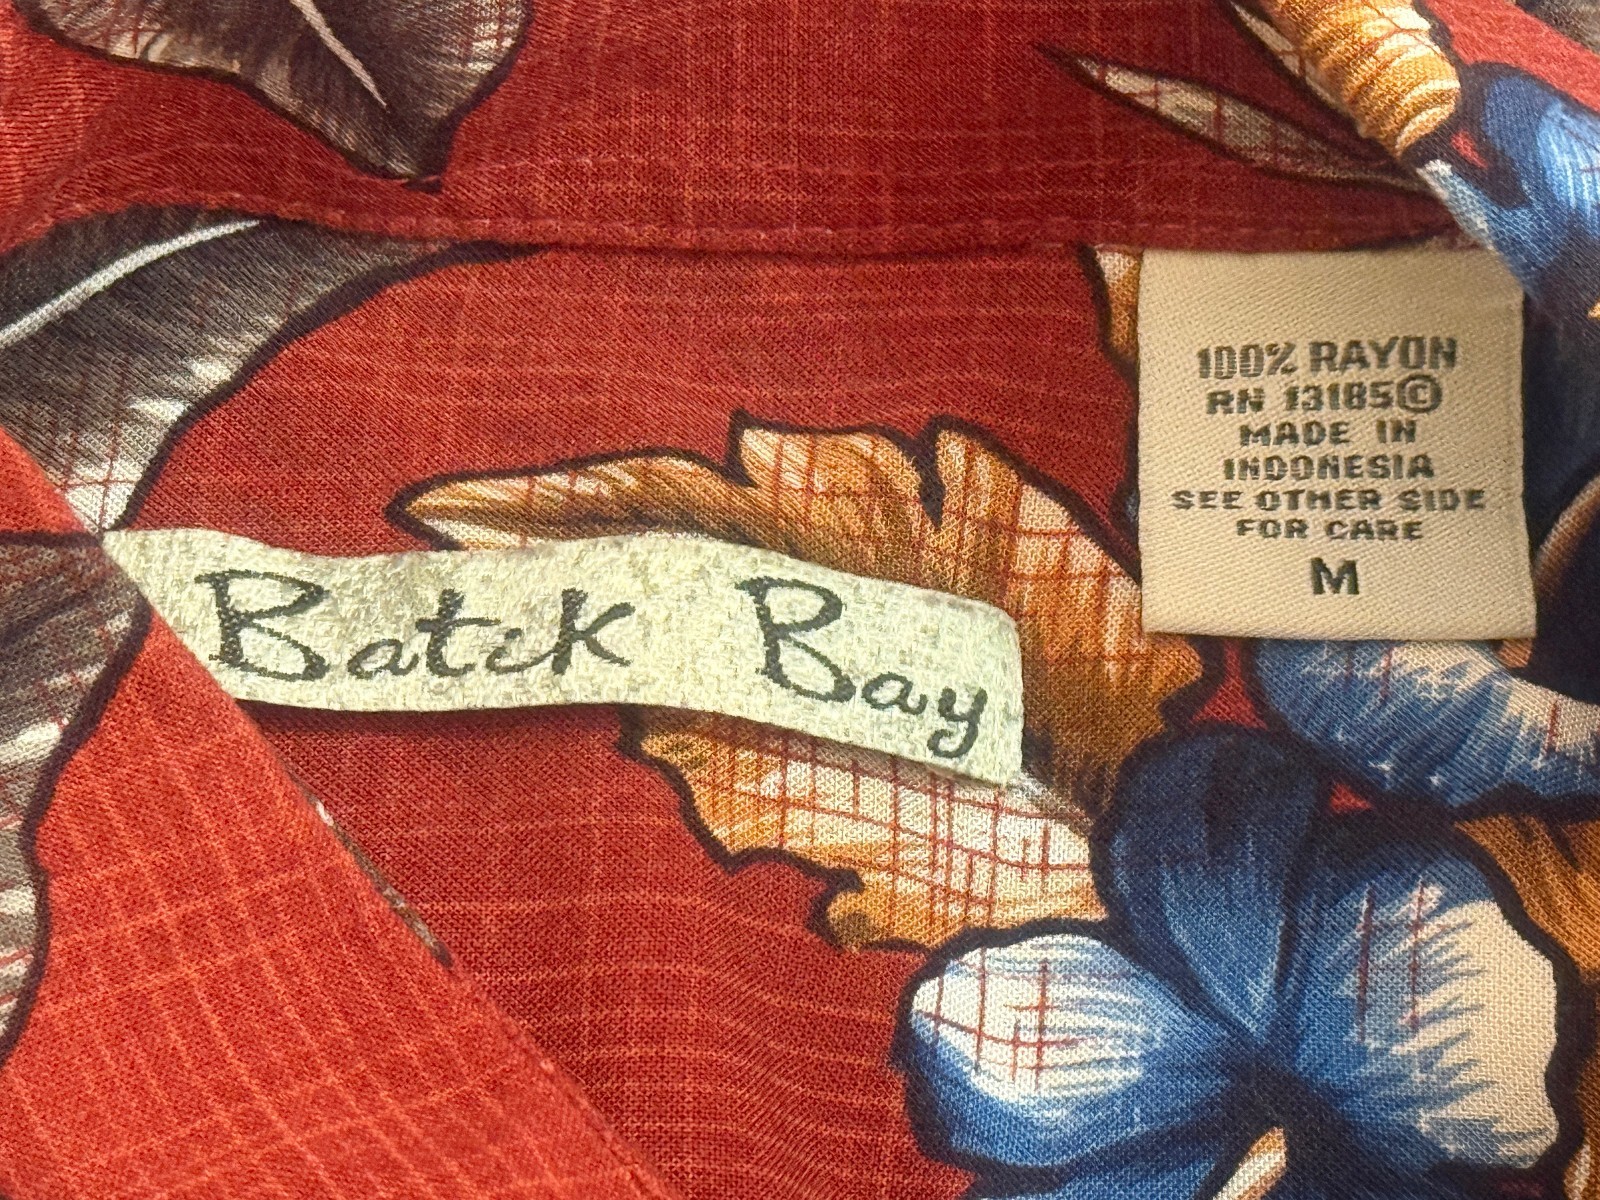 Batik Bay
100% RAYON
RN 13185©
MADE IN
INDONESIA
SEE OTHER SIDE
FOR CARE
M